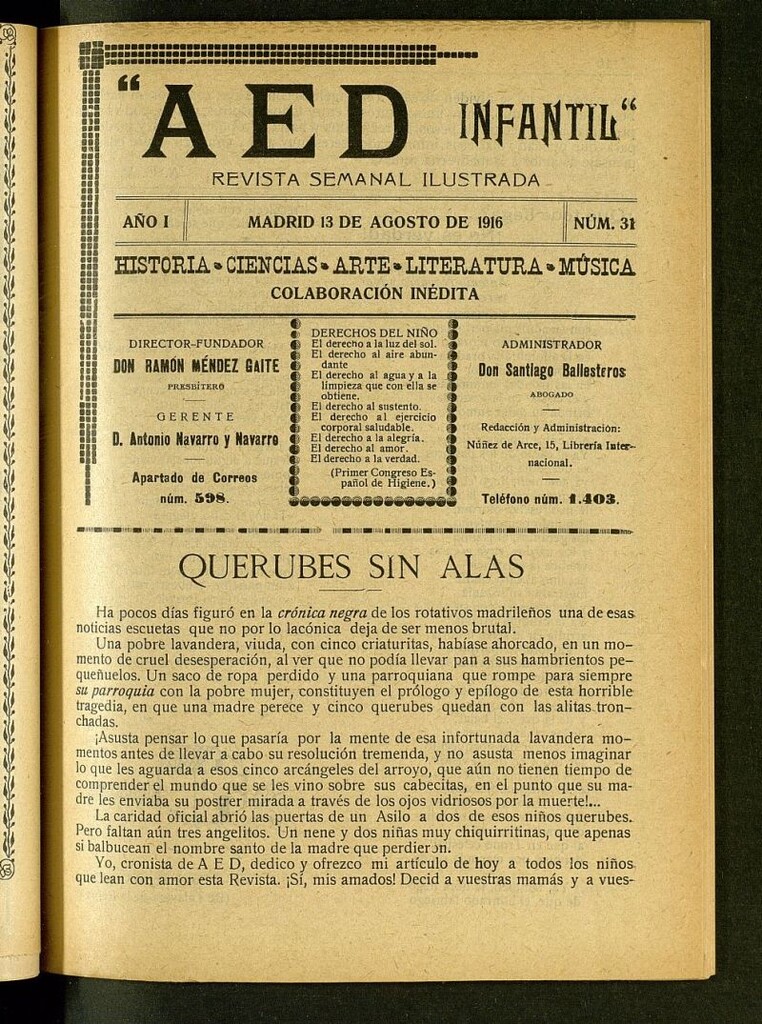 “AED INFANTIL“
REVISTA SEMANAL ILUSTRADA
AÑO I
MADRID 13 DE AGOSTO DE 1916
NÚM. 31
HISTORIA • CIENCIAS • ARTE • LITERATURA • MÚSICA
COLABORACIÓN INÉDITA
DIRECTOR-FUNDADOR
DON RAMÓN MÉNDEZ GAITE
PRESBÍTERO
GERENTE
D. Antonio Navarro y Navarro
Apartado de Correos
núm. 598.
DERECHOS DEL NIÑO
El derecho a la luz del sol.
El derecho al aire abun-
dante
El derecho al agua y a la
limpieza que con ella se
obtiene.
El derecho al sustento.
El derecho al ejercicio
corporal saludable.
El derecho a la alegría.
El derecho al amor.
El derecho a la verdad.
(Primer Congreso Es-
pañol de Higiene.)
ADMINISTRADOR
Don Santiago Ballesteros
ABOGADO
Redacción y Administración:
Núñez de Arce, 15, Librería Inter-
nacional.
Teléfono núm. 1.403.
QUERUBES SIN ALAS
Ha pocos días figuró en la crónica negra de los rotativos madrileños una de esas
noticias escuetas que no por lo lacónica deja de ser menos brutal.
Una pobre lavandera, viuda, con cinco criaturitas, habíase ahorcado, en un mo-
mento de cruel desesperación, al ver que no podía llevar pan a sus hambrientos pe-
queñuelos. Un saco de ropa perdido y una parroquiana que rompe para siempre
su parroquia con la pobre mujer, constituyen el prólogo y epílogo de esta horrible
tragedia, en que una madre perece y cinco querubes quedan con las alitas tron-
chadas.
¡Asusta pensar lo que pasaría por la mente de esa infortunada lavandera mo-
mentos antes de llevar a cabo su resolución tremenda, y no asusta menos imaginar
lo que les aguarda a esos cinco arcángeles del arroyo, que aún no tienen tiempo de
comprender el mundo que se les vino sobre sus cabecitas, en el punto que su ma-
dre les enviaba su postrer mirada a través de los ojos vidriosos por la muerte!...
La caridad oficial abrió las puertas de un Asilo a dos de esos niños querubes.
Pero faltan aún tres angelitos. Un nene y dos niñas muy chiquirritinas, que apenas
si balbucean el nombre santo de la madre que perdieron.
Yo, cronista de A E D, dedico y ofrezco mi artículo de hoy a todos los niños
que lean con amor esta Revista. ¡Sí, mis amados! Decid a vuestras mamás y a vues-